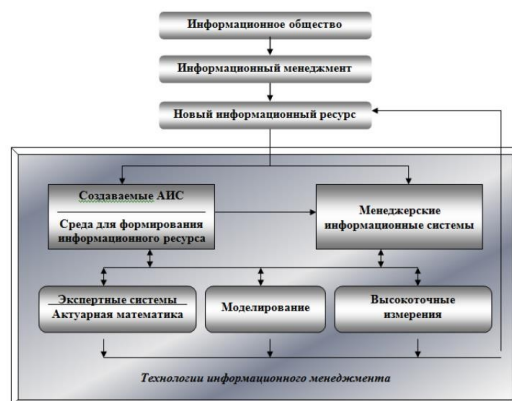 Информационное общество
Информационный менеджмент
Новый информационный ресурс
Создаваемые АИС
Среда для формирования
информационного ресурса
Менеджерские
информационные системы
Экспертные системы
Актуарная математика
Моделирование
Высокоточные
измерения
Технологии информационного менеджмента